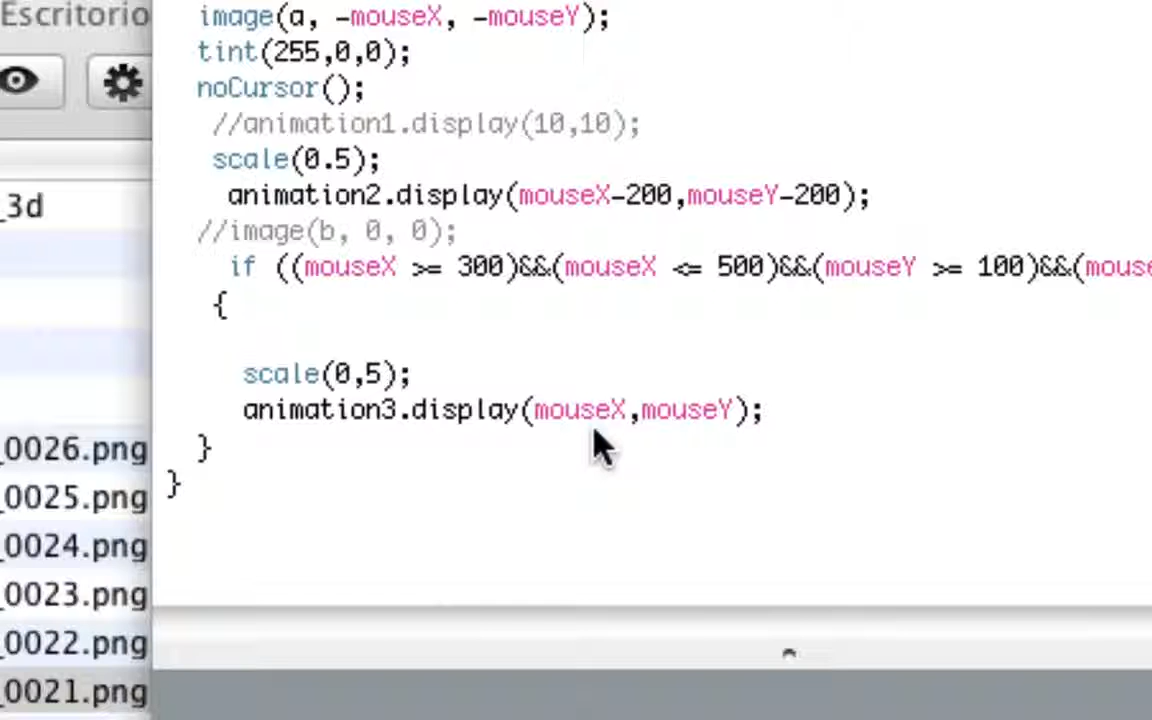 Escritorio
image(a, -mouseX, -mouseY);
tint(255,0,0);
noCursor();
//animation1.display(10,10);
scale(0.5);
_3d
animation2.display(mouseX-200,mouseY-200);
//image(b, 0, 0);
if ((mouseX >= 300)&&(mouseX <= 500)&&(mouseY >= 100)&&(mouse
{
scale(0,5);
animation3.display(mouseX,mouseY);
}
}
_0026.png
_0025.png
_0024.png
_0023.png
_0022.png
_0021.png